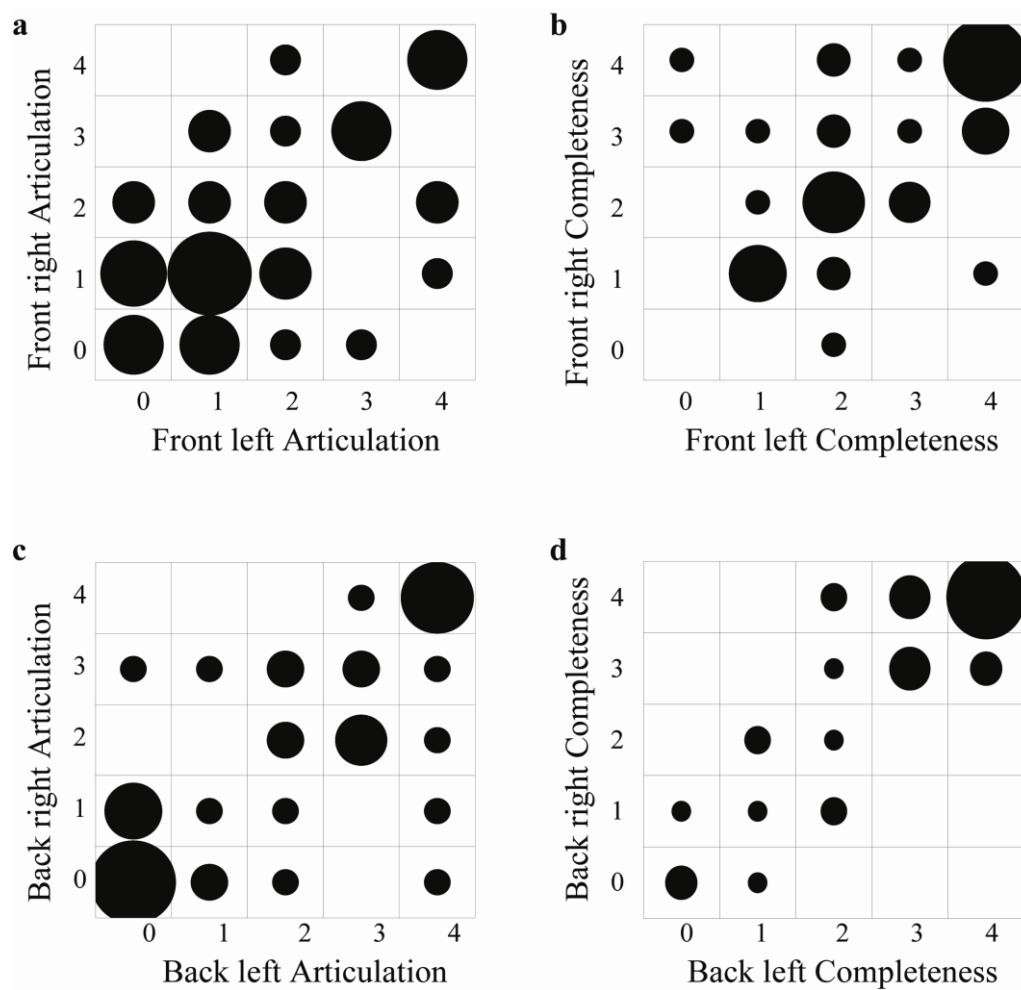 a
Front right Articulation
4
3
2
1
0
0 1 2 3 4
Front left Articulation
b
Front right Completeness
4
3
2
1
0
0 1 2 3 4
Front left Completeness
c
Back right Articulation
4
3
2
1
0
0 1 2 3 4
Back left Articulation
d
Back right Completeness
4
3
2
1
0
0 1 2 3 4
Back left Completeness